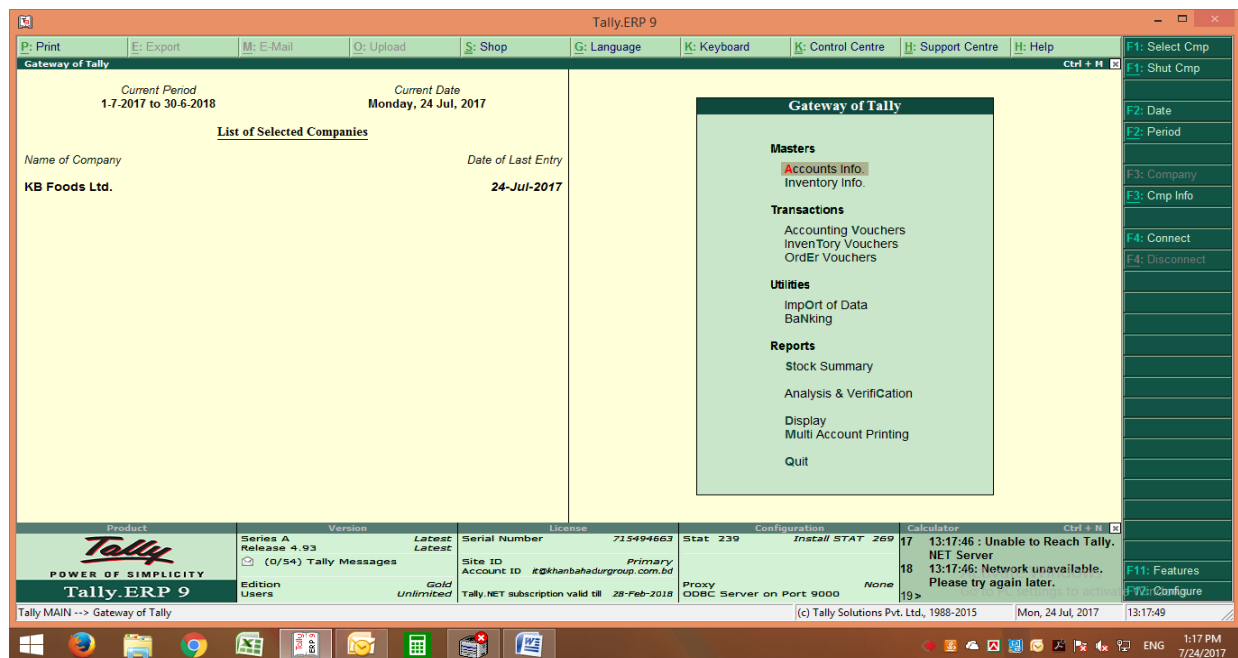 Tally.ERP 9
P: Print E: Export M: E-Mail O: Upload S: Shop G: Language K: Keyboard K: Control Centre H: Support Centre H: Help
Gateway of Tally Ctrl + M
Current Period Current Date
1-7-2017 to 30-6-2018 Monday, 24 Jul, 2017
List of Selected Companies
Name of Company Date of Last Entry
KB Foods Ltd. 24-Jul-2017
Gateway of Tally
Masters
Accounts Info.
Inventory Info.
Transactions
Accounting Vouchers
InvenTory Vouchers
OrdEr Vouchers
Utilities
ImpOrt of Data
BaNking
Reports
Stock Summary
Analysis & VerifiCation
Display
Multi Account Printing
Quit
F1: Select Cmp
F1: Shut Cmp
F2: Date
F2: Period
F3: Company
F3: Cmp Info
F4: Connect
F4: Disconnect
F11: Features
F12: Configure
Product
Tally
POWER OF SIMPLICITY
Tally.ERP 9
Version
Series A Latest
Release 4.93 Latest
(0/54) Tally Messages
Edition Gold
Users Unlimited
License
Serial Number 715494663
Site ID Primary
Account ID it@khanbahadurgroup.com.bd
Tally.NET subscription valid till 28-Feb-2018
Configuration
Stat 239 Install STAT 269
Proxy None
ODBC Server on Port 9000
Calculator Ctrl + N
17 13:17:46 : Unable to Reach Tally.
NET Server
18 13:17:46: Network unavailable.
Please try again later.
19>
Tally MAIN --> Gateway of Tally (c) Tally Solutions Pvt. Ltd., 1988-2015 Mon, 24 Jul, 2017 13:17:49
ENG 1:17 PM
7/24/2017